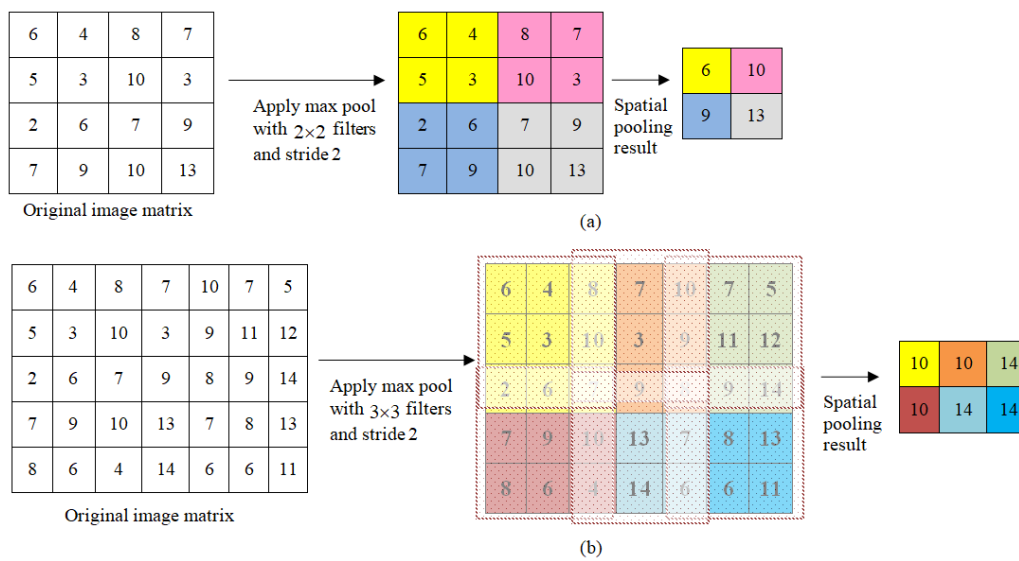 6 4 8 7
5 3 10 3
2 6 7 9
7 9 10 13
Original image matrix
Apply max pool
with 2×2 filters
and stride 2
6 4 8 7
5 3 10 3
2 6 7 9
7 9 10 13
Spatial
pooling
result
6 10
9 13
(a)
6 4 8 7 10 7 5
5 3 10 3 9 11 12
2 6 7 9 8 9 14
7 9 10 13 7 8 13
8 6 4 14 6 6 11
Original image matrix
Apply max pool
with 3×3 filters
and stride 2
6 4 8 7 10 7 5
5 3 10 3 9 11 12
2 6 9 9 14
7 9 10 13 7 8 13
8 6 4 14 6 6 11
Spatial
pooling
result
10 10 14
10 14 14
(b)